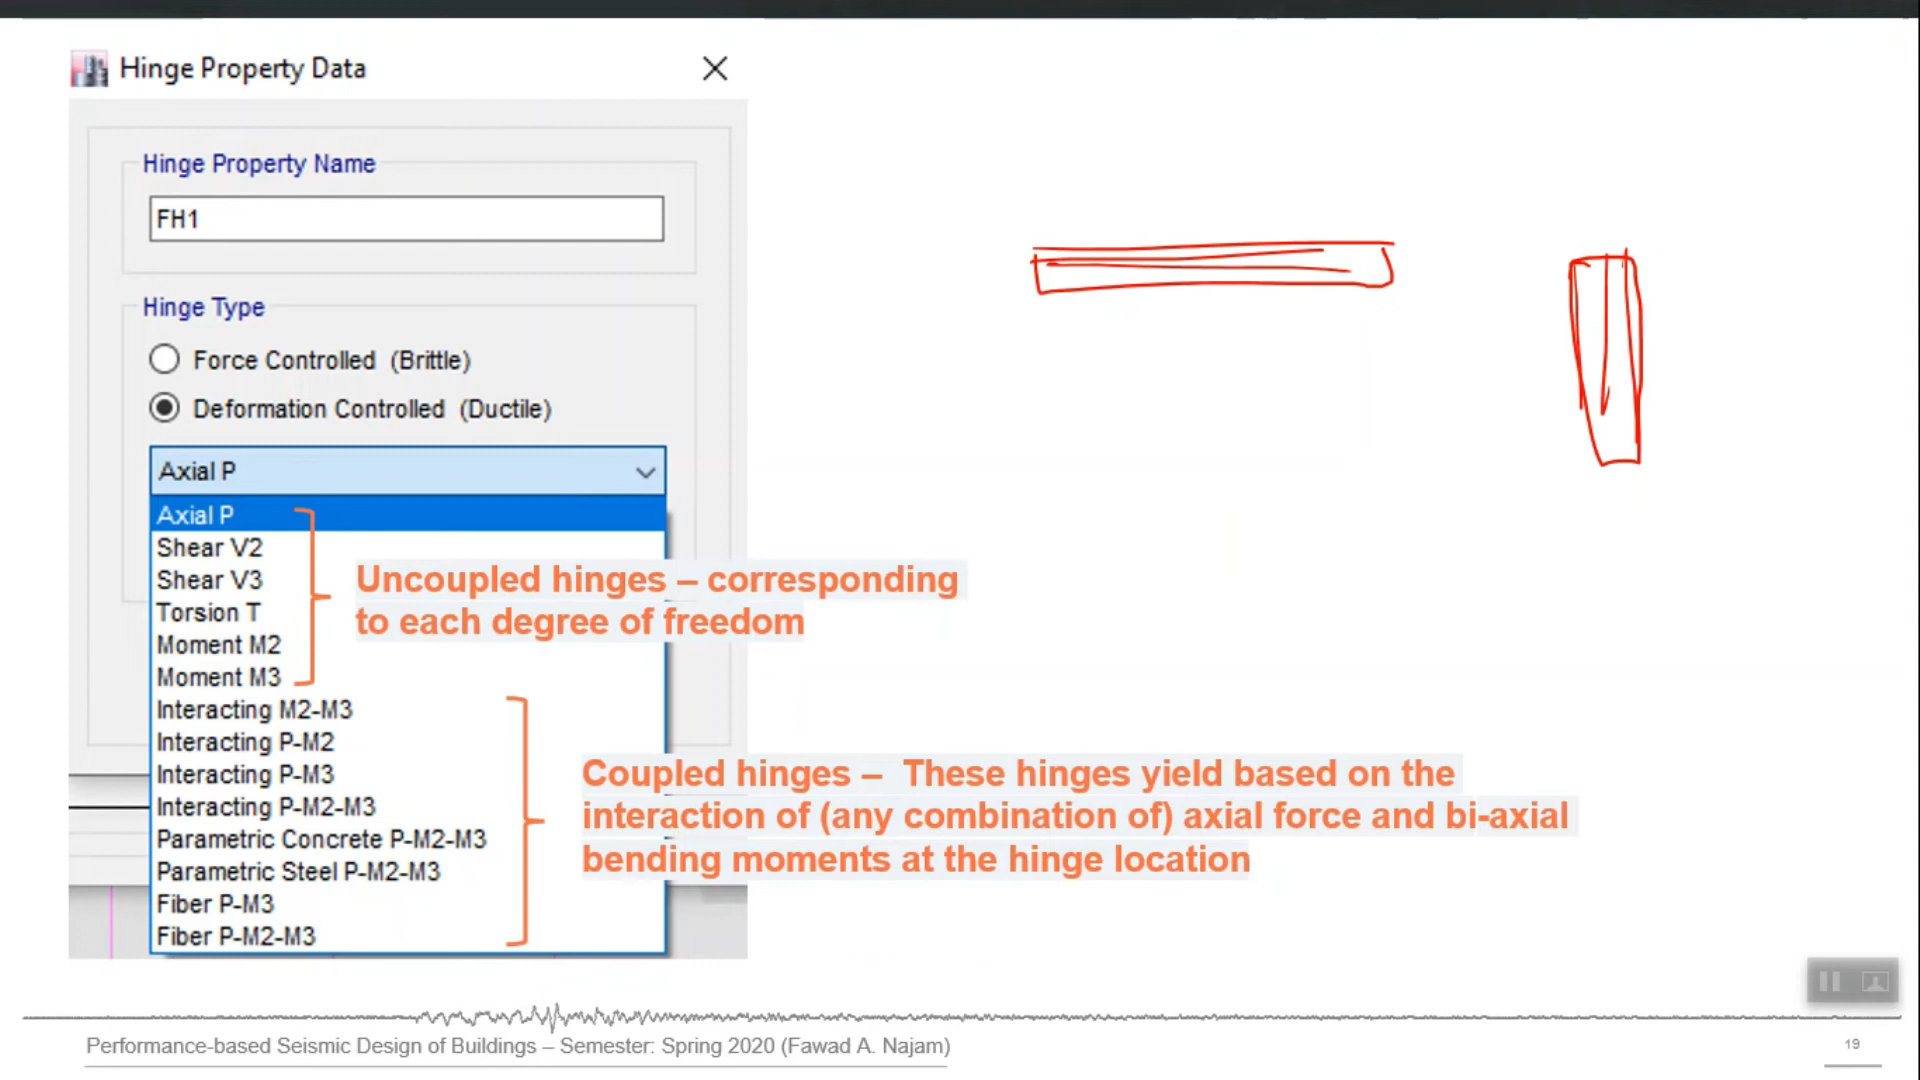 Hinge Property Data
Hinge Property Name
FH1
Hinge Type
Force Controlled (Brittle)
Deformation Controlled (Ductile)
Axial P
Axial P
Shear V2
Shear V3
Torsion T
Moment M2
Moment M3
Interacting M2-M3
Interacting P-M2
Interacting P-M3
Interacting P-M2-M3
Parametric Concrete P-M2-M3
Parametric Steel P-M2-M3
Fiber P-M3
Fiber P-M2-M3
Uncoupled hinges – corresponding
to each degree of freedom
Coupled hinges – These hinges yield based on the
interaction of (any combination of) axial force and bi-axial
bending moments at the hinge location
Performance-based Seismic Design of Buildings – Semester: Spring 2020 (Fawad A. Najam)
19